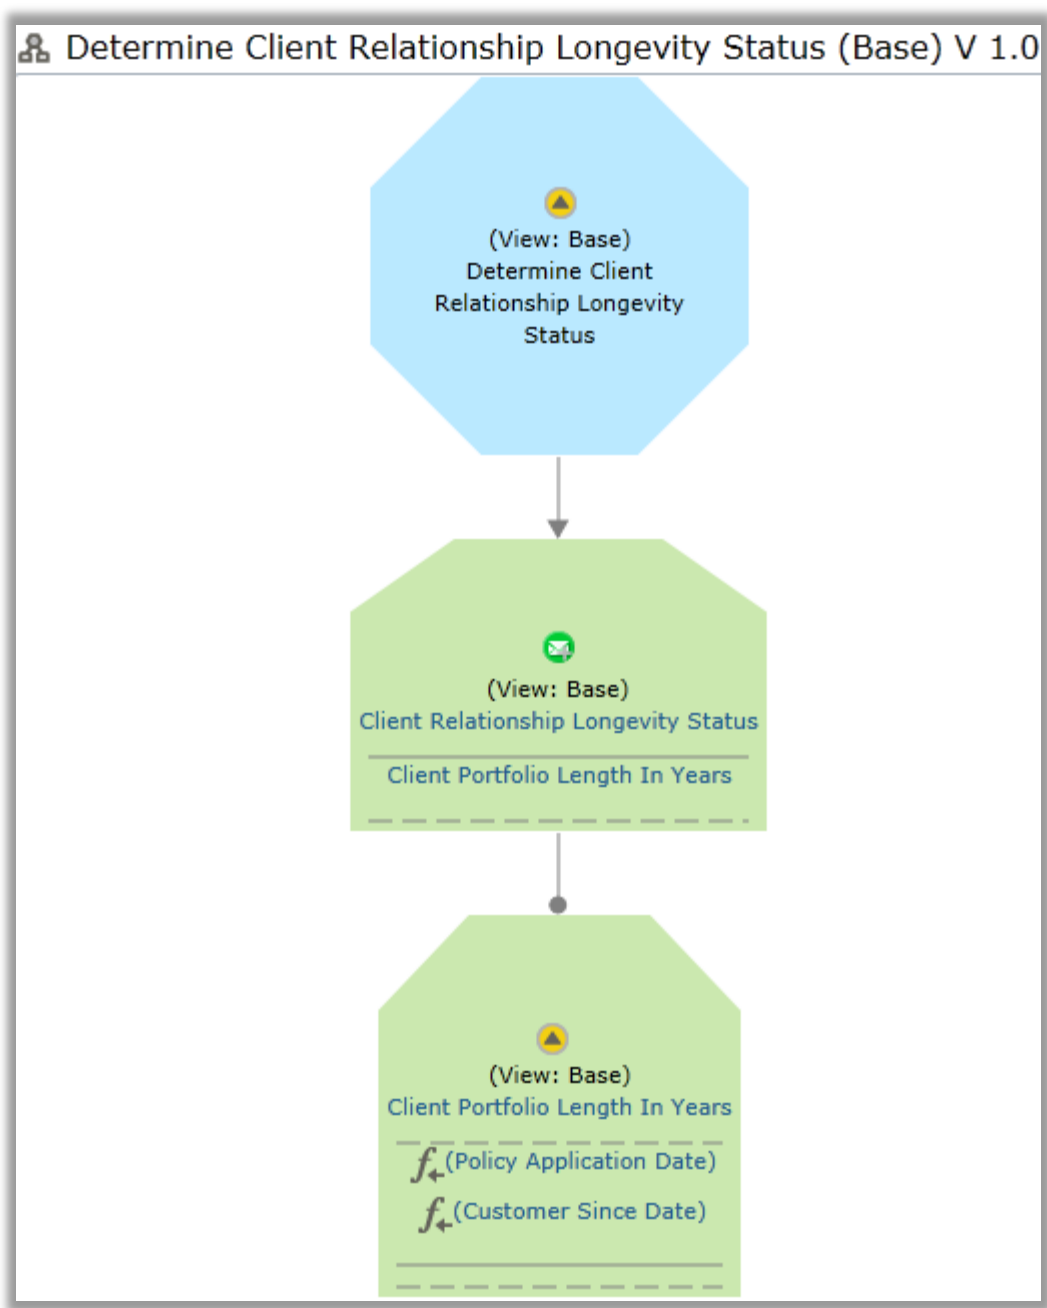 Determine Client Relationship Longevity Status (Base) V 1.0
(View: Base)
Determine Client
Relationship Longevity
Status
(View: Base)
Client Relationship Longevity Status
Client Portfolio Length In Years
(View: Base)
Client Portfolio Length In Years
f(Policy Application Date)
f(Customer Since Date)